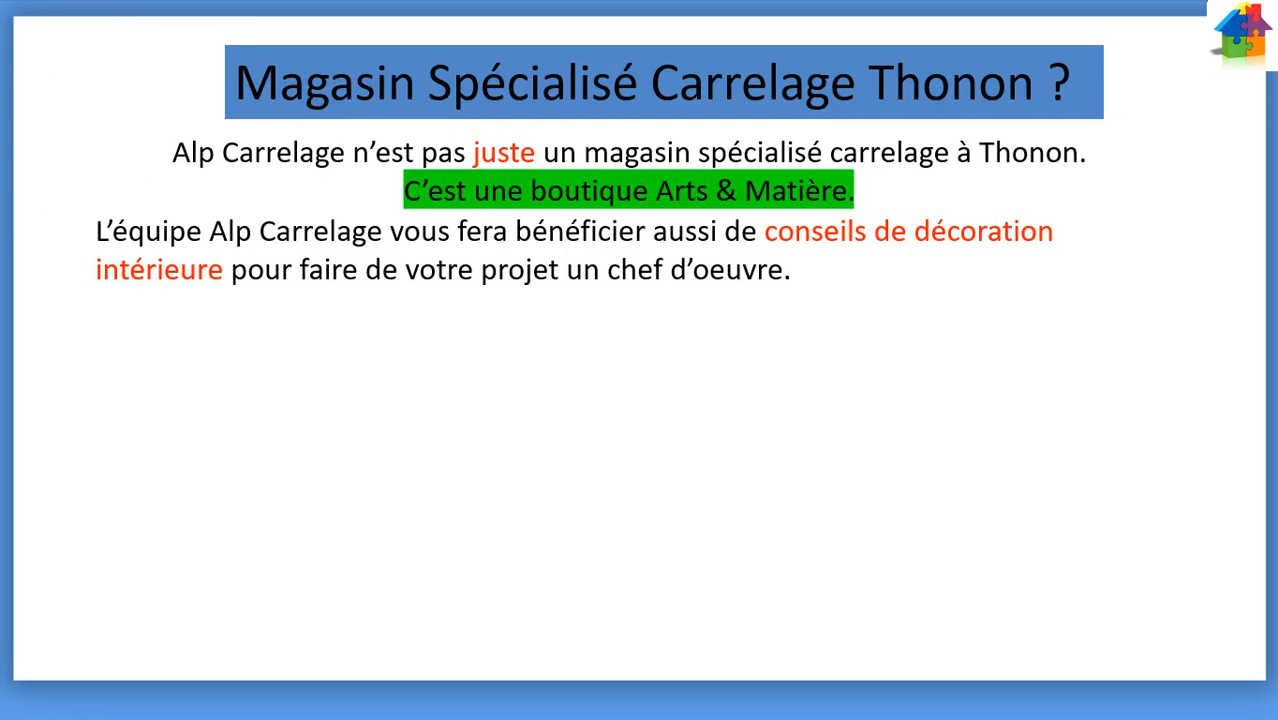 Magasin Spécialisé Carrelage Thonon ?
Alp Carrelage n’est pas juste un magasin spécialisé carrelage à Thonon.
C’est une boutique Arts & Matière.
L’équipe Alp Carrelage vous fera bénéficier aussi de conseils de décoration
intérieure pour faire de votre projet un chef d’oeuvre.